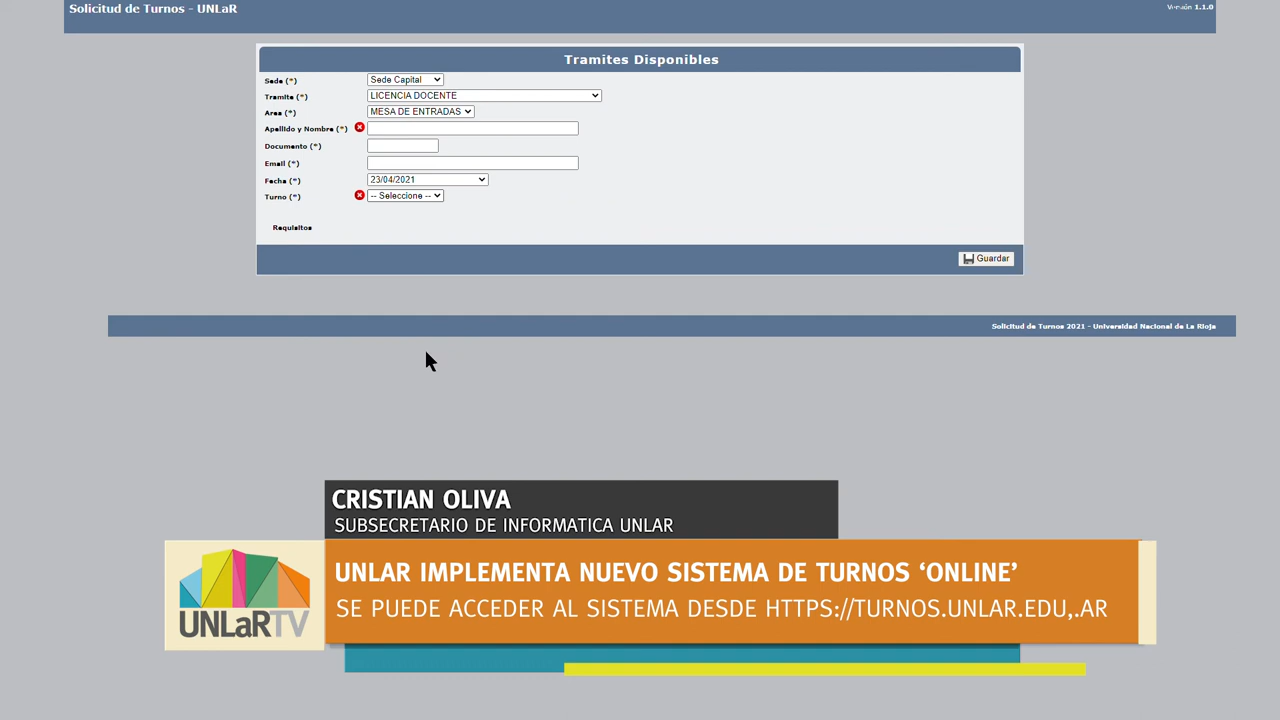 Solicitud de Turnos - UNLaR
Versión 1.1.0
Tramites Disponibles
Sede (*) Sede Capital
Tramite (*) LICENCIA DOCENTE
Area (*) MESA DE ENTRADAS
Apellido y Nombre (*)
Documento (*)
Email (*)
Fecha (*) 23/04/2021
Turno (*) -- Seleccione --
Requisitos
Guardar
Solicitud de Turnos 2021 - Universidad Nacional de La Rioja
CRISTIAN OLIVA
SUBSECRETARIO DE INFORMATICA UNLAR
UNLAR IMPLEMENTA NUEVO SISTEMA DE TURNOS ‘ONLINE’
SE PUEDE ACCEDER AL SISTEMA DESDE HTTPS://TURNOS.UNLAR.EDU,.AR
UNLaRTV